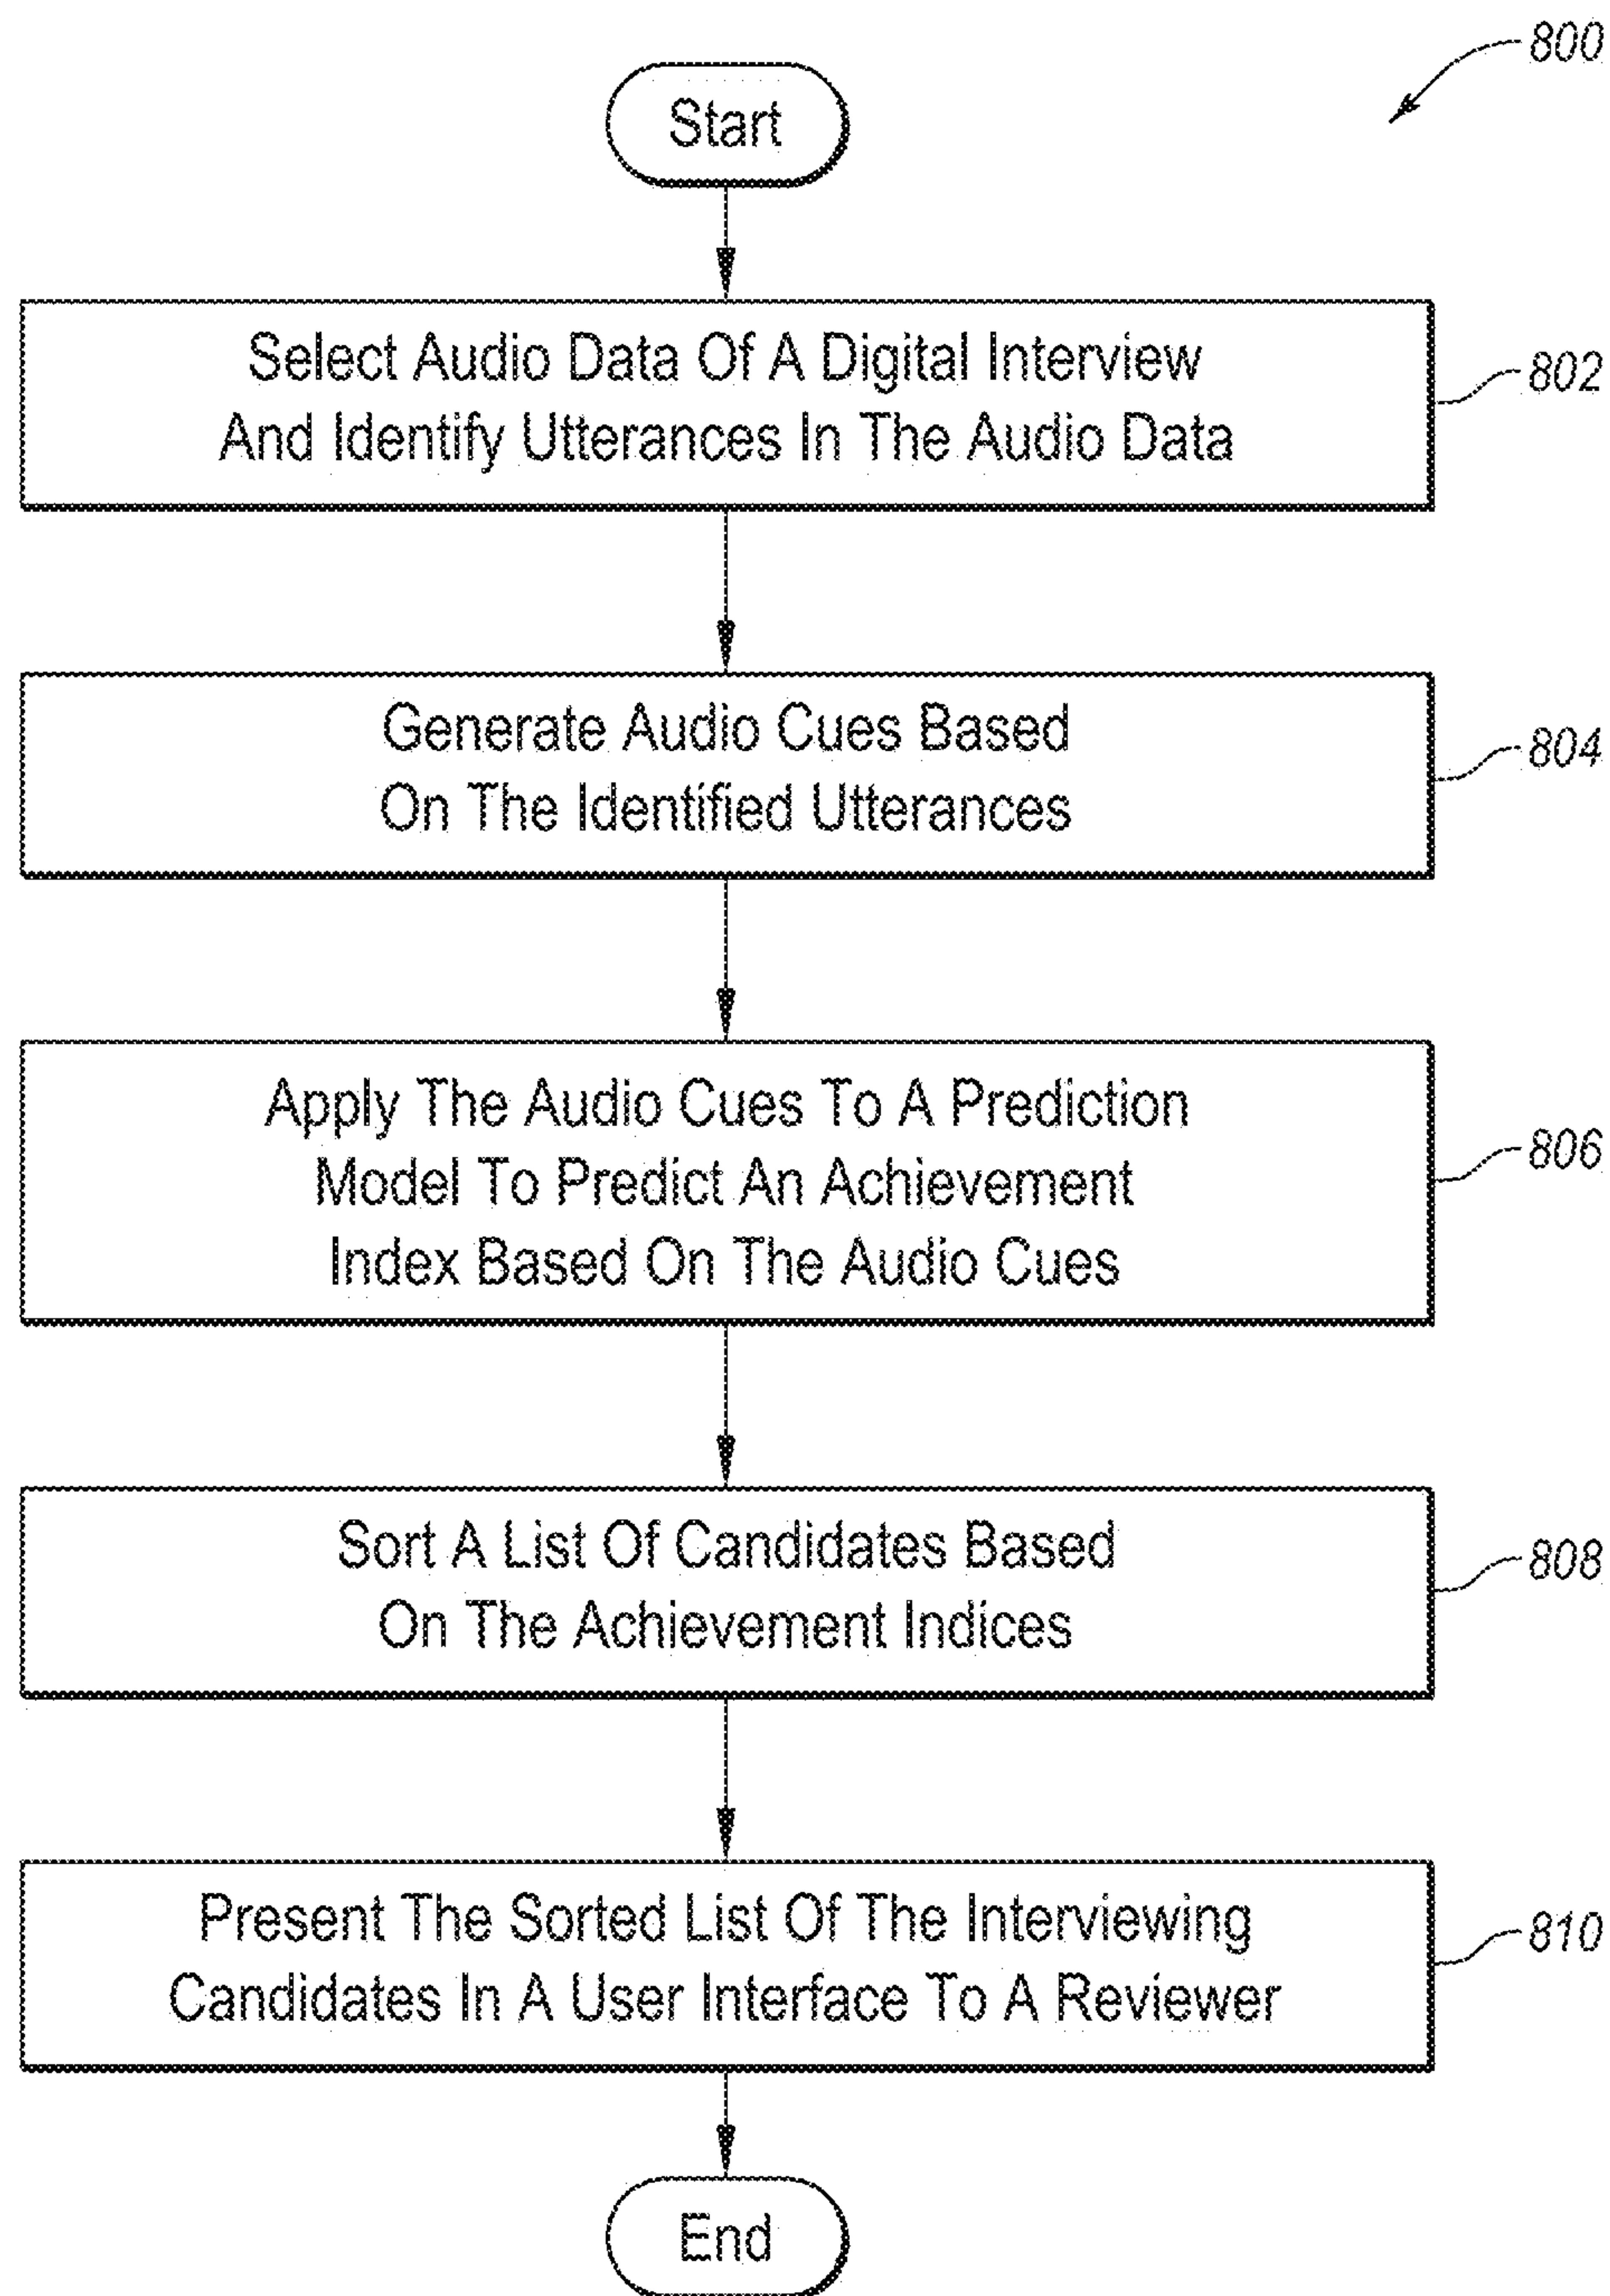 800
Start
Select Audio Data Of A Digital Interview
And Identify Utterances In The Audio Data
802
Generate Audio Cues Based
On The Identified Utterances
804
Apply The Audio Cues To A Prediction
Model To Predict An Achievement
Index Based On The Audio Cues
806
Sort A List Of Candidates Based
On The Achievement Indices
808
Present The Sorted List Of The Interviewing
Candidates In A User Interface To A Reviewer
810
End